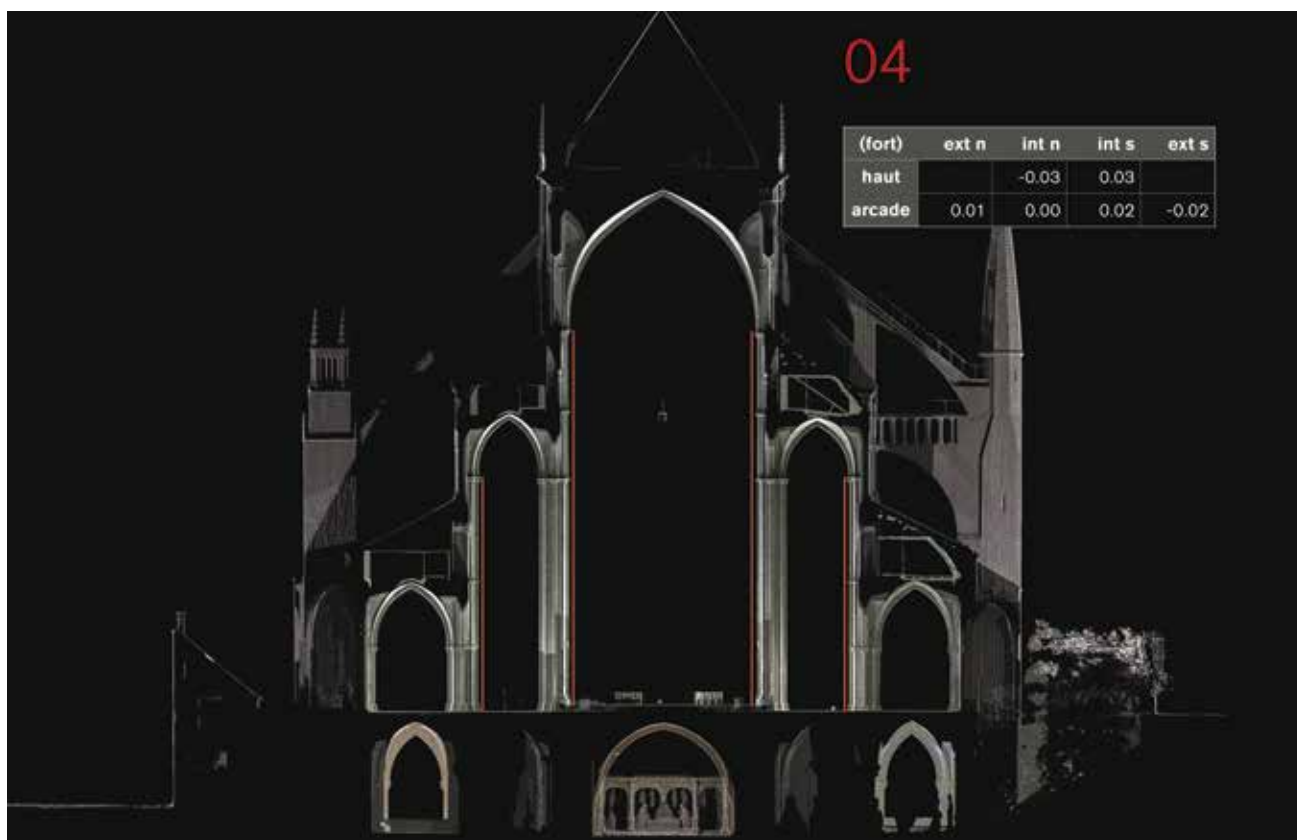 04
(fort) ext n int n int s ext s
haut -0.03 0.03
arcade 0.01 0.00 0.02 -0.02